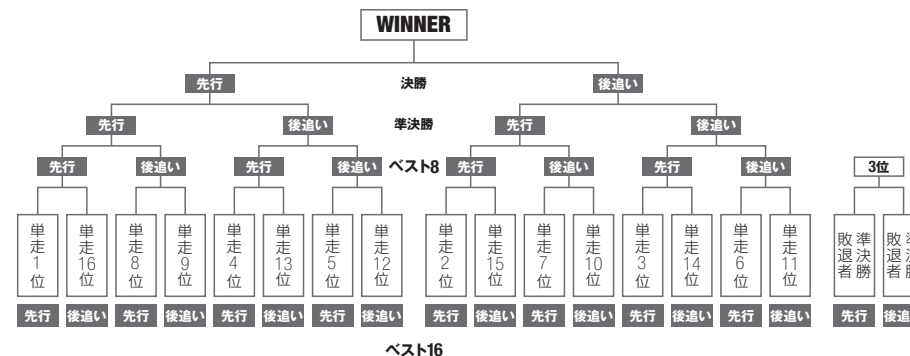 WINNER
先行 決勝 後追い
先行 後追い 準決勝 先行 後追い
先行 後追い 先行 後追い ベスト8 先行 後追い 先行 後追い 3位
単走1位
単走16位
単走8位
単走9位
単走4位
単走13位
単走5位
単走12位
単走2位
単走15位
単走7位
単走10位
単走3位
単走14位
単走6位
単走11位
準決勝
敗退者
敗退者
先行 後追い 先行 後追い 先行 後追い 先行 後追い 先行 後追い 先行 後追い 先行 後追い 先行 後追い 先行 後追
ベスト16